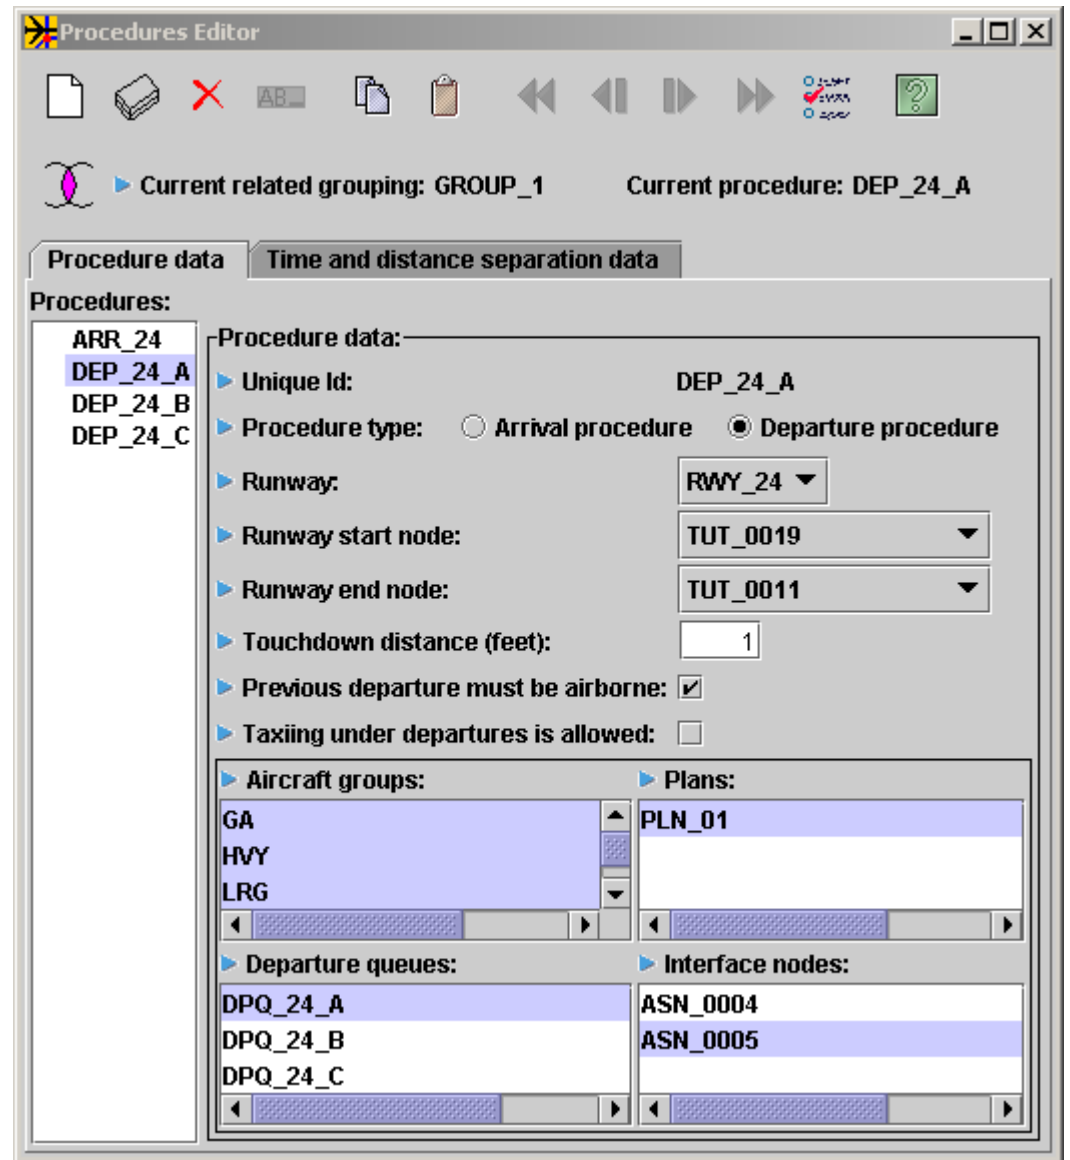 Procedures Editor
AB
Current related grouping: GROUP_1 Current procedure: DEP_24_A
Procedure data Time and distance separation data
Procedures:
ARR_24
DEP_24_A
DEP_24_B
DEP_24_C
Procedure data:
Unique Id: DEP_24_A
Procedure type: Arrival procedure Departure procedure
Runway: RWY_24
Runway start node: TUT_0019
Runway end node: TUT_0011
Touchdown distance (feet): 1
Previous departure must be airborne:
Taxiing under departures is allowed:
Aircraft groups: Plans:
GA PLN_01
HVY
LRG
Departure queues: Interface nodes:
DPQ_24_A ASN_0004
DPQ_24_B ASN_0005
DPQ_24_C